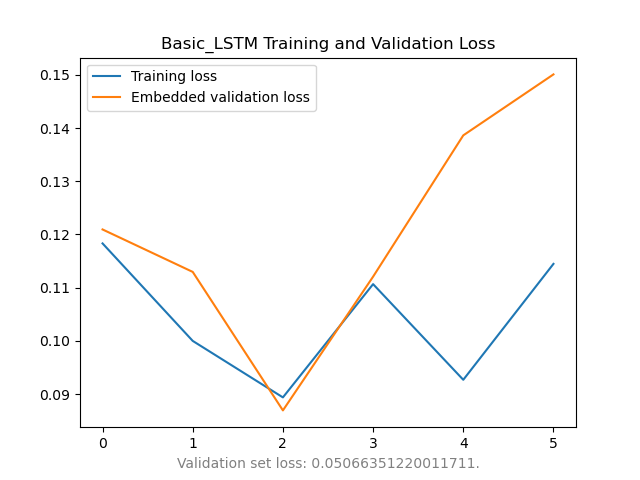 Basic_LSTM Training and Validation Loss
Training loss
Embedded validation loss
0.15
0.14
0.13
0.12
0.11
0.10
0.09
0 1 2 3 4 5
Validation set loss: 0.05066351220011711.